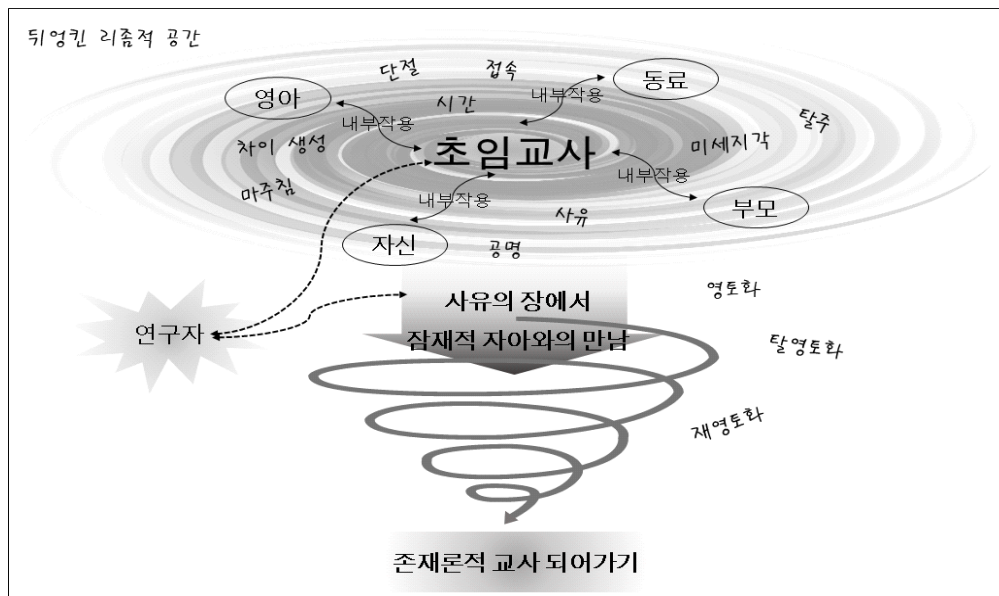 뒤엉킨 리좀적 공간
단절
접속
동료
영아
시간
내부작용
내부작용
탈주
차이 생성
초임교사
미세지각
내부작용
마주침
내부작용
사유
부모
자신
공명
사유의 장에서
영토화
연구자
잠재적 자아와의 만남
탈영토화
재영토화
존재론적 교사 되어가기